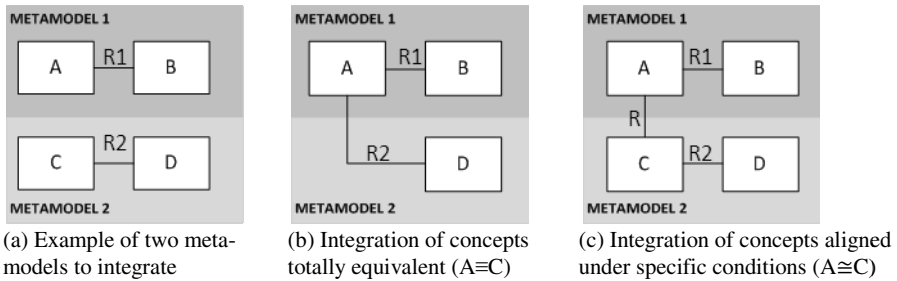 METAMODEL 1
A
R1
B
C
R2
D
METAMODEL 2
(a) Example of two meta-
models to integrate
METAMODEL 1
A
R1
B
R2
D
METAMODEL 2
(b) Integration of concepts
totally equivalent (A≡C)
METAMODEL 1
A
R1
B
R
C
R2
D
METAMODEL 2
(c) Integration of concepts aligned
under specific conditions (A≅C)